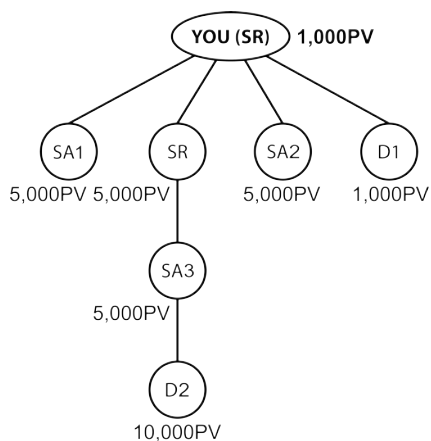 YOU (SR) 1,000PV
SA1 SR SA2 D1
5,000PV 5,000PV 5,000PV 1,000PV
SA3
5,000PV
D2
10,000PV